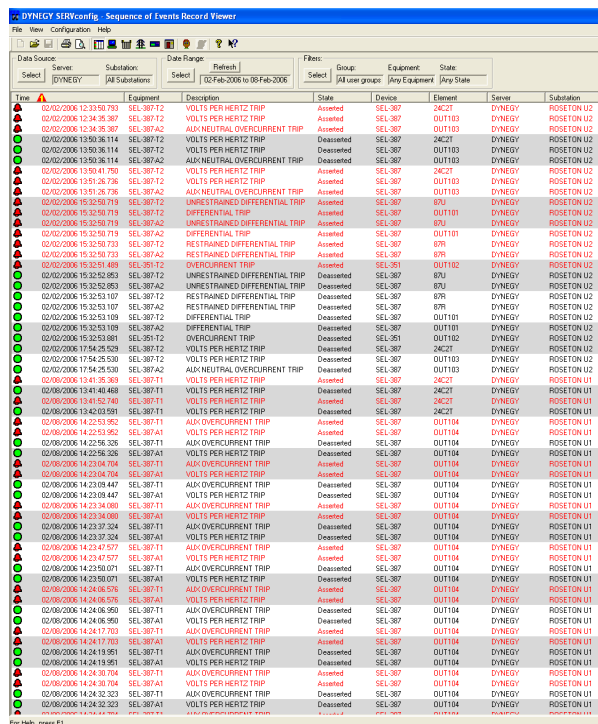 DYNEGY SERVconfig - Sequence of Events Record Viewer
File View Configuration Help
Data Source: Date Range: Filters:
Server: Substation: Refresh Group: Equipment: State:
Select DYNEGY All Substations Select 02-Feb-2006 to 08-Feb-2006 Select All user groups Any Equipment Any State
Time Equipment Description State Device Element Server Substation
02/02/2006 12:33:50.793 SEL-387-T2 VOLTS PER HERTZ TRIP Asserted SEL-387 24C2T DYNEGY ROSETON U2
02/02/2006 12:34:35.387 SEL-387-T2 VOLTS PER HERTZ TRIP Asserted SEL-387 OUT103 DYNEGY ROSETON U2
02/02/2006 12:34:35.387 SEL-387-A2 AUX NEUTRAL OVERCURRENT TRIP Asserted SEL-387 OUT103 DYNEGY ROSETON U2
02/02/2006 13:50:36.114 SEL-387-T2 VOLTS PER HERTZ TRIP Deasserted SEL-387 24C2T DYNEGY ROSETON U2
02/02/2006 13:50:36.114 SEL-387-T2 VOLTS PER HERTZ TRIP Deasserted SEL-387 OUT103 DYNEGY ROSETON U2
02/02/2006 13:50:36.114 SEL-387-A2 AUX NEUTRAL OVERCURRENT TRIP Deasserted SEL-387 OUT103 DYNEGY ROSETON U2
02/02/2006 13:50:41.750 SEL-387-T2 VOLTS PER HERTZ TRIP Asserted SEL-387 24C2T DYNEGY ROSETON U2
02/02/2006 13:51:26.736 SEL-387-T2 VOLTS PER HERTZ TRIP Asserted SEL-387 OUT103 DYNEGY ROSETON U2
02/02/2006 13:51:26.736 SEL-387-A2 AUX NEUTRAL OVERCURRENT TRIP Asserted SEL-387 OUT103 DYNEGY ROSETON U2
02/02/2006 15:32:50.719 SEL-387-T2 UNRESTRAINED DIFFERENTIAL TRIP Asserted SEL-387 87U DYNEGY ROSETON U2
02/02/2006 15:32:50.719 SEL-387-T2 DIFFERENTIAL TRIP Asserted SEL-387 OUT101 DYNEGY ROSETON U2
02/02/2006 15:32:50.719 SEL-387-A2 UNRESTRAINED DIFFERENTIAL TRIP Asserted SEL-387 87U DYNEGY ROSETON U2
02/02/2006 15:32:50.719 SEL-387-A2 DIFFERENTIAL TRIP Asserted SEL-387 OUT101 DYNEGY ROSETON U2
02/02/2006 15:32:50.733 SEL-387-T2 RESTRAINED DIFFERENTIAL TRIP Asserted SEL-387 87R DYNEGY ROSETON U2
02/02/2006 15:32:50.733 SEL-387-A2 RESTRAINED DIFFERENTIAL TRIP Asserted SEL-387 87R DYNEGY ROSETON U2
02/02/2006 15:32:51.489 SEL-351-T2 OVERCURRENT TRIP Asserted SEL-351 OUT102 DYNEGY ROSETON U2
02/02/2006 15:32:52.853 SEL-387-T2 UNRESTRAINED DIFFERENTIAL TRIP Deasserted SEL-387 87U DYNEGY ROSETON U2
02/02/2006 15:32:52.853 SEL-387-A2 UNRESTRAINED DIFFERENTIAL TRIP Deasserted SEL-387 87U DYNEGY ROSETON U2
02/02/2006 15:32:53.107 SEL-387-T2 RESTRAINED DIFFERENTIAL TRIP Deasserted SEL-387 87R DYNEGY ROSETON U2
02/02/2006 15:32:53.107 SEL-387-A2 RESTRAINED DIFFERENTIAL TRIP Deasserted SEL-387 87R DYNEGY ROSETON U2
02/02/2006 15:32:53.109 SEL-387-T2 DIFFERENTIAL TRIP Deasserted SEL-387 OUT101 DYNEGY ROSETON U2
02/02/2006 15:32:53.109 SEL-387-A2 DIFFERENTIAL TRIP Deasserted SEL-387 OUT101 DYNEGY ROSETON U2
02/02/2006 15:32:53.881 SEL-351-T2 OVERCURRENT TRIP Deasserted SEL-351 OUT102 DYNEGY ROSETON U2
02/02/2006 17:54:25.529 SEL-387-T2 VOLTS PER HERTZ TRIP Deasserted SEL-387 24C2T DYNEGY ROSETON U2
02/02/2006 17:54:25.530 SEL-387-T2 VOLTS PER HERTZ TRIP Deasserted SEL-387 OUT103 DYNEGY ROSETON U2
02/02/2006 17:54:25.530 SEL-387-A2 AUX NEUTRAL OVERCURRENT TRIP Deasserted SEL-387 OUT103 DYNEGY ROSETON U2
02/08/2006 13:41:35.369 SEL-387-T1 VOLTS PER HERTZ TRIP Asserted SEL-387 24C2T DYNEGY ROSETON U1
02/08/2006 13:41:40.468 SEL-387-T1 VOLTS PER HERTZ TRIP Deasserted SEL-387 24C2T DYNEGY ROSETON U1
02/08/2006 13:41:52.740 SEL-387-T1 VOLTS PER HERTZ TRIP Asserted SEL-387 24C2T DYNEGY ROSETON U1
02/08/2006 13:42:03.591 SEL-387-T1 VOLTS PER HERTZ TRIP Deasserted SEL-387 24C2T DYNEGY ROSETON U1
02/08/2006 14:22:53.952 SEL-387-T1 AUX OVERCURRENT TRIP Asserted SEL-387 OUT104 DYNEGY ROSETON U1
02/08/2006 14:22:53.952 SEL-387-A1 VOLTS PER HERTZ TRIP Asserted SEL-387 OUT104 DYNEGY ROSETON U1
02/08/2006 14:22:56.326 SEL-387-T1 AUX OVERCURRENT TRIP Deasserted SEL-387 OUT104 DYNEGY ROSETON U1
02/08/2006 14:22:56.326 SEL-387-A1 VOLTS PER HERTZ TRIP Deasserted SEL-387 OUT104 DYNEGY ROSETON U1
02/08/2006 14:23:04.704 SEL-387-T1 AUX OVERCURRENT TRIP Asserted SEL-387 OUT104 DYNEGY ROSETON U1
02/08/2006 14:23:04.704 SEL-387-A1 VOLTS PER HERTZ TRIP Asserted SEL-387 OUT104 DYNEGY ROSETON U1
02/08/2006 14:23:09.447 SEL-387-T1 AUX OVERCURRENT TRIP Deasserted SEL-387 OUT104 DYNEGY ROSETON U1
02/08/2006 14:23:09.447 SEL-387-A1 VOLTS PER HERTZ TRIP Deasserted SEL-387 OUT104 DYNEGY ROSETON U1
02/08/2006 14:23:34.080 SEL-387-T1 AUX OVERCURRENT TRIP Asserted SEL-387 OUT104 DYNEGY ROSETON U1
02/08/2006 14:23:34.080 SEL-387-A1 VOLTS PER HERTZ TRIP Asserted SEL-387 OUT104 DYNEGY ROSETON U1
02/08/2006 14:23:37.324 SEL-387-T1 AUX OVERCURRENT TRIP Deasserted SEL-387 OUT104 DYNEGY ROSETON U1
02/08/2006 14:23:37.324 SEL-387-A1 VOLTS PER HERTZ TRIP Deasserted SEL-387 OUT104 DYNEGY ROSETON U1
02/08/2006 14:23:47.577 SEL-387-T1 AUX OVERCURRENT TRIP Asserted SEL-387 OUT104 DYNEGY ROSETON U1
02/08/2006 14:23:47.577 SEL-387-A1 VOLTS PER HERTZ TRIP Asserted SEL-387 OUT104 DYNEGY ROSETON U1
02/08/2006 14:23:50.071 SEL-387-T1 AUX OVERCURRENT TRIP Deasserted SEL-387 OUT104 DYNEGY ROSETON U1
02/08/2006 14:23:50.071 SEL-387-A1 VOLTS PER HERTZ TRIP Deasserted SEL-387 OUT104 DYNEGY ROSETON U1
02/08/2006 14:24:06.576 SEL-387-T1 AUX OVERCURRENT TRIP Asserted SEL-387 OUT104 DYNEGY ROSETON U1
02/08/2006 14:24:06.576 SEL-387-A1 VOLTS PER HERTZ TRIP Asserted SEL-387 OUT104 DYNEGY ROSETON U1
02/08/2006 14:24:06.950 SEL-387-T1 AUX OVERCURRENT TRIP Deasserted SEL-387 OUT104 DYNEGY ROSETON U1
02/08/2006 14:24:06.950 SEL-387-A1 VOLTS PER HERTZ TRIP Deasserted SEL-387 OUT104 DYNEGY ROSETON U1
02/08/2006 14:24:17.703 SEL-387-T1 AUX OVERCURRENT TRIP Asserted SEL-387 OUT104 DYNEGY ROSETON U1
02/08/2006 14:24:17.703 SEL-387-A1 VOLTS PER HERTZ TRIP Asserted SEL-387 OUT104 DYNEGY ROSETON U1
02/08/2006 14:24:19.951 SEL-387-T1 AUX OVERCURRENT TRIP Deasserted SEL-387 OUT104 DYNEGY ROSETON U1
02/08/2006 14:24:19.951 SEL-387-A1 VOLTS PER HERTZ TRIP Deasserted SEL-387 OUT104 DYNEGY ROSETON U1
02/08/2006 14:24:30.704 SEL-387-T1 AUX OVERCURRENT TRIP Asserted SEL-387 OUT104 DYNEGY ROSETON U1
02/08/2006 14:24:30.704 SEL-387-A1 VOLTS PER HERTZ TRIP Asserted SEL-387 OUT104 DYNEGY ROSETON U1
02/08/2006 14:24:32.323 SEL-387-T1 AUX OVERCURRENT TRIP Deasserted SEL-387 OUT104 DYNEGY ROSETON U1
02/08/2006 14:24:32.323 SEL-387-A1 VOLTS PER HERTZ TRIP Deasserted SEL-387 OUT104 DYNEGY ROSETON U1
For Help, press F1